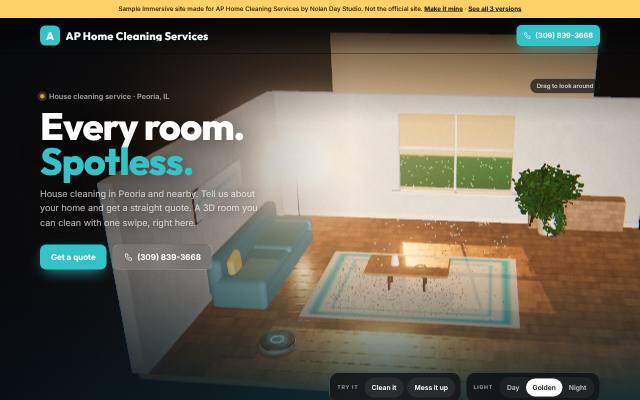 Sample Immersive site made for AP Home Cleaning Services by Nolan Day Studio. Not the official site. Make it mine · See all 3 versions
A AP Home Cleaning Services
(309) 839-3668
Drag to look around
House cleaning service · Peoria, IL
Every room.
Spotless.
House cleaning in Peoria and nearby. Tell us about
your home and get a straight quote. A 3D room you
can clean with one swipe, right here.
Get a quote (309) 839-3668
TRY IT Clean it Mess it up LIGHT Day Golden Night